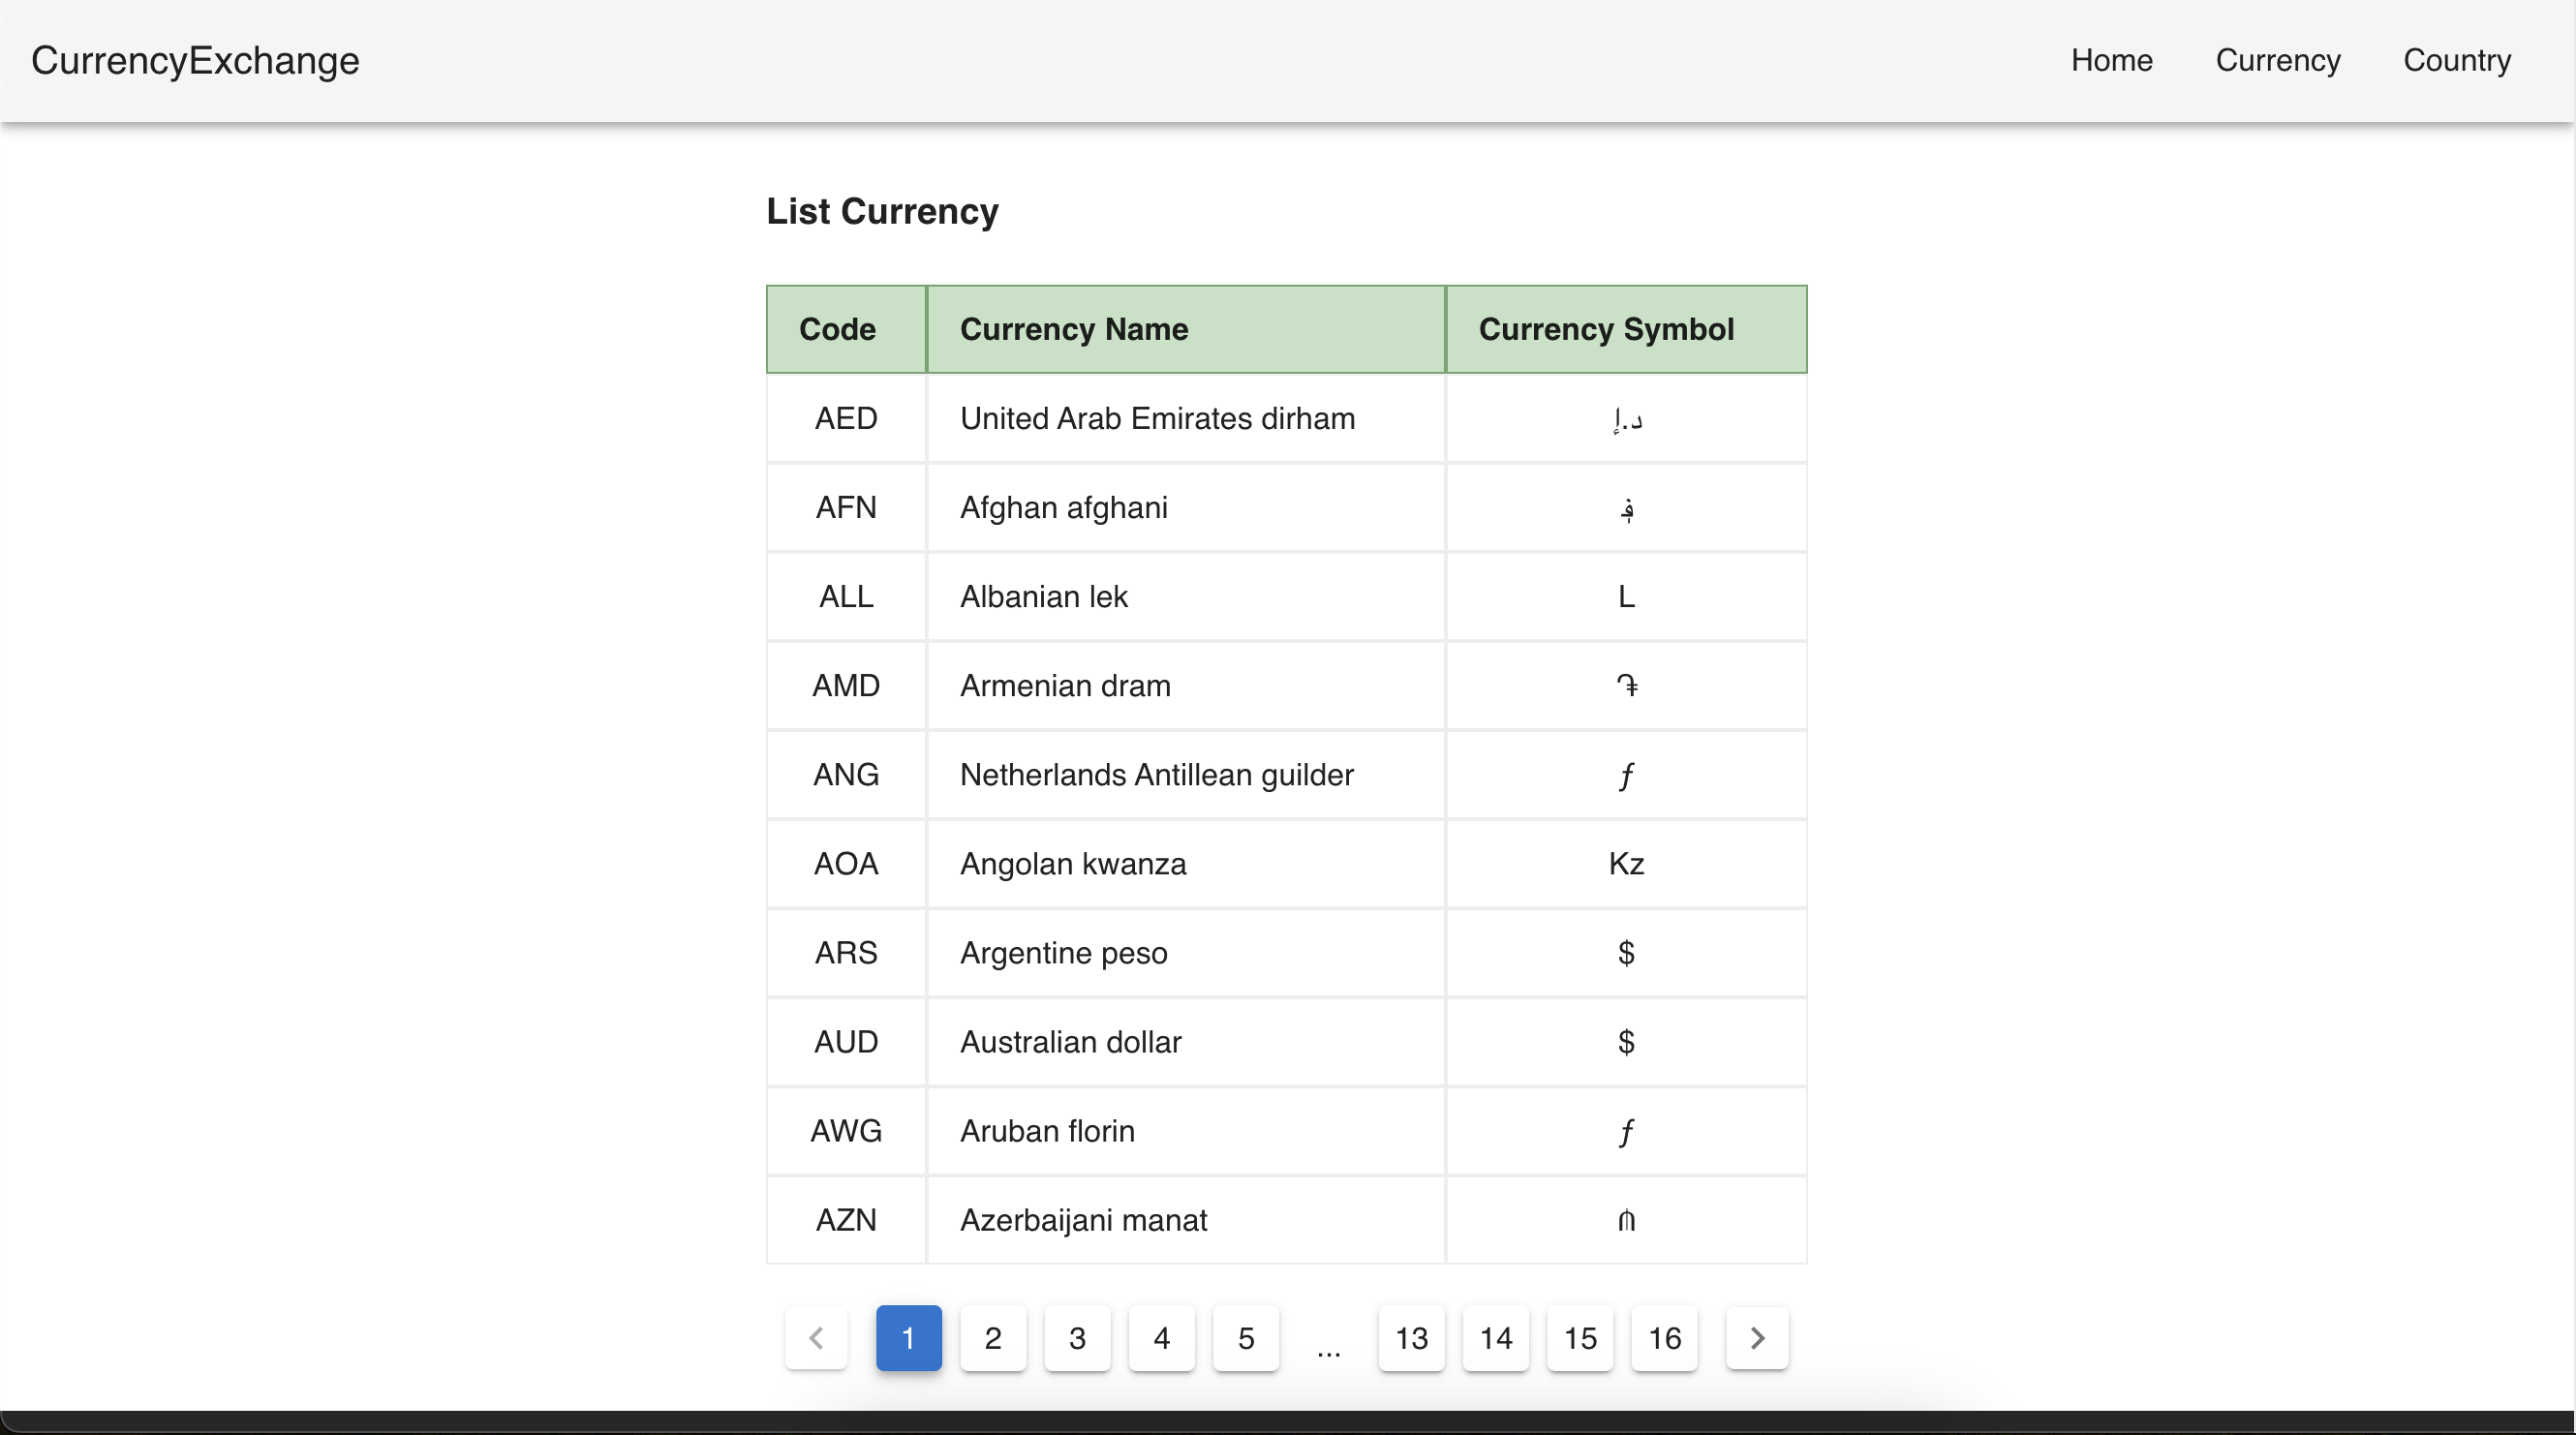 CurrencyExchange Home Currency Country
List Currency
Code Currency Name Currency Symbol
AED United Arab Emirates dirham د.إ
AFN Afghan afghani ؋
ALL Albanian lek L
AMD Armenian dram ֏
ANG Netherlands Antillean guilder ƒ
AOA Angolan kwanza Kz
ARS Argentine peso $
AUD Australian dollar $
AWG Aruban florin ƒ
AZN Azerbaijani manat ₼
1 2 3 4 5 ... 13 14 15 16